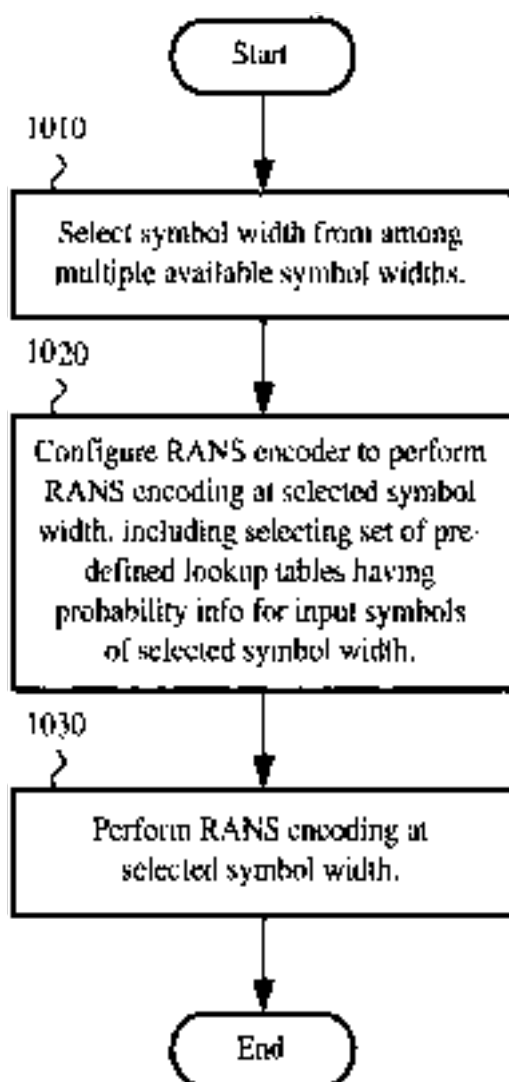 Start
1010
Select symbol width from among
multiple available symbol widths.
1020
Configure RANS encoder to perform
RANS encoding at selected symbol
width, including selecting set of pre-
defined lookup tables having
probability info for input symbols
of selected symbol width.
1030
Perform RANS encoding at
selected symbol width.
End